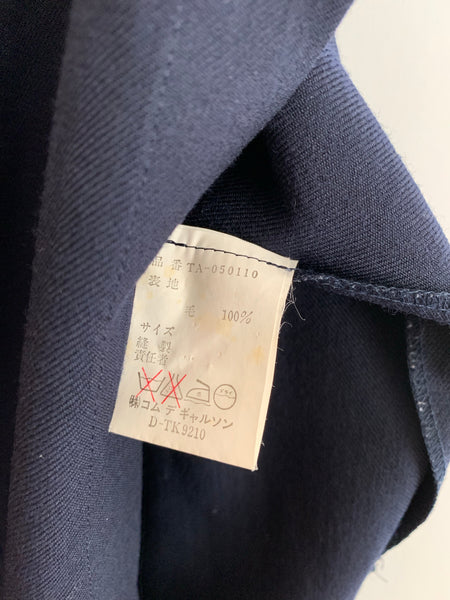 品 番 TA-050110
表 地
毛 100%
サイズ
縫 製
責任者
㈱コム デ ギャルソン
D-TK9210